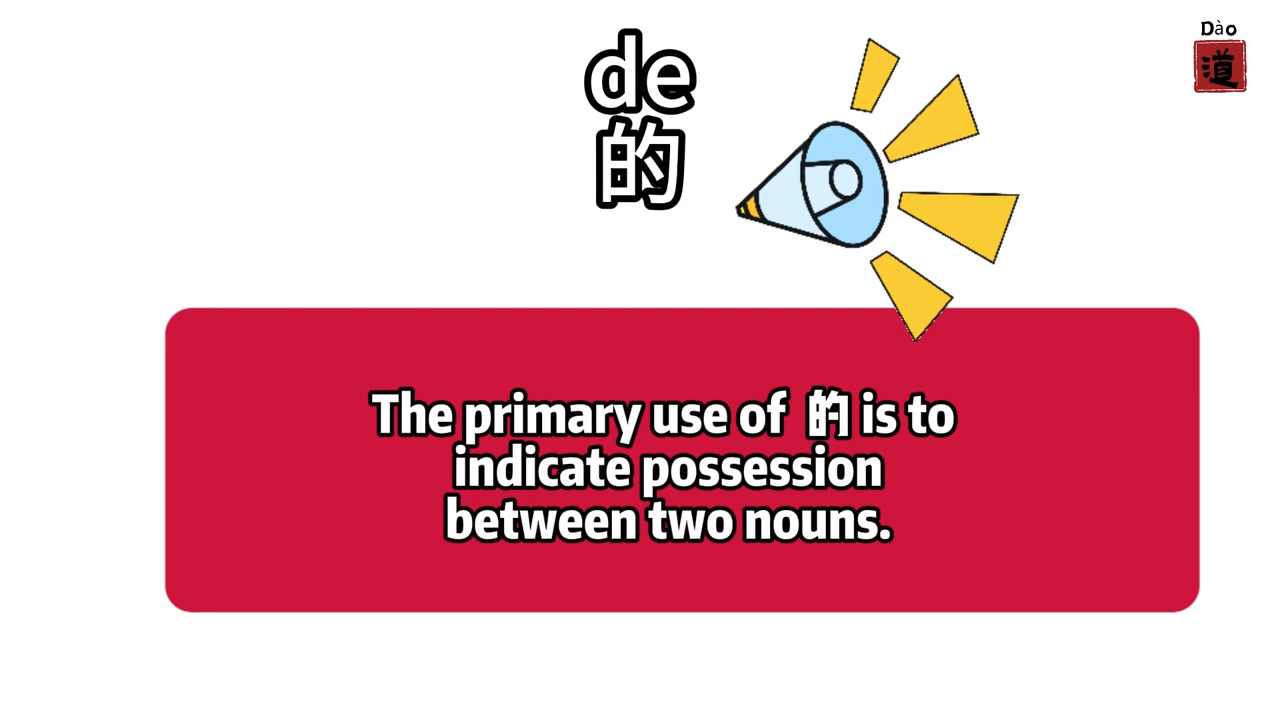 de
的
Dào
道
The primary use of 的 is to
indicate possession
between two nouns.